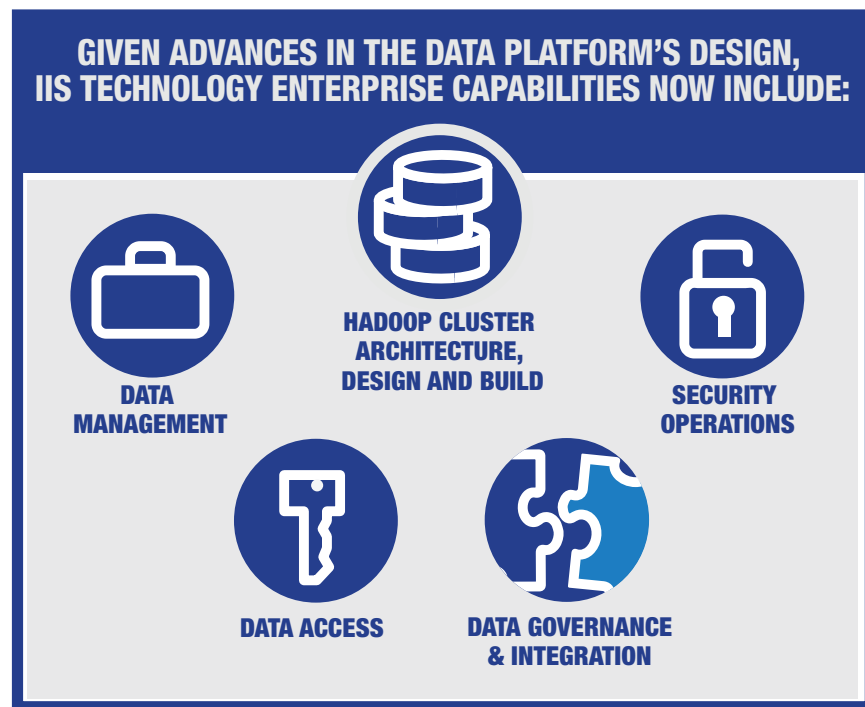 GIVEN ADVANCES IN THE DATA PLATFORM’S DESIGN,
IIS TECHNOLOGY ENTERPRISE CAPABILITIES NOW INCLUDE:
DATA
MANAGEMENT
HADOOP CLUSTER
ARCHITECTURE,
DESIGN AND BUILD
SECURITY
OPERATIONS
DATA ACCESS
DATA GOVERNANCE
& INTEGRATION